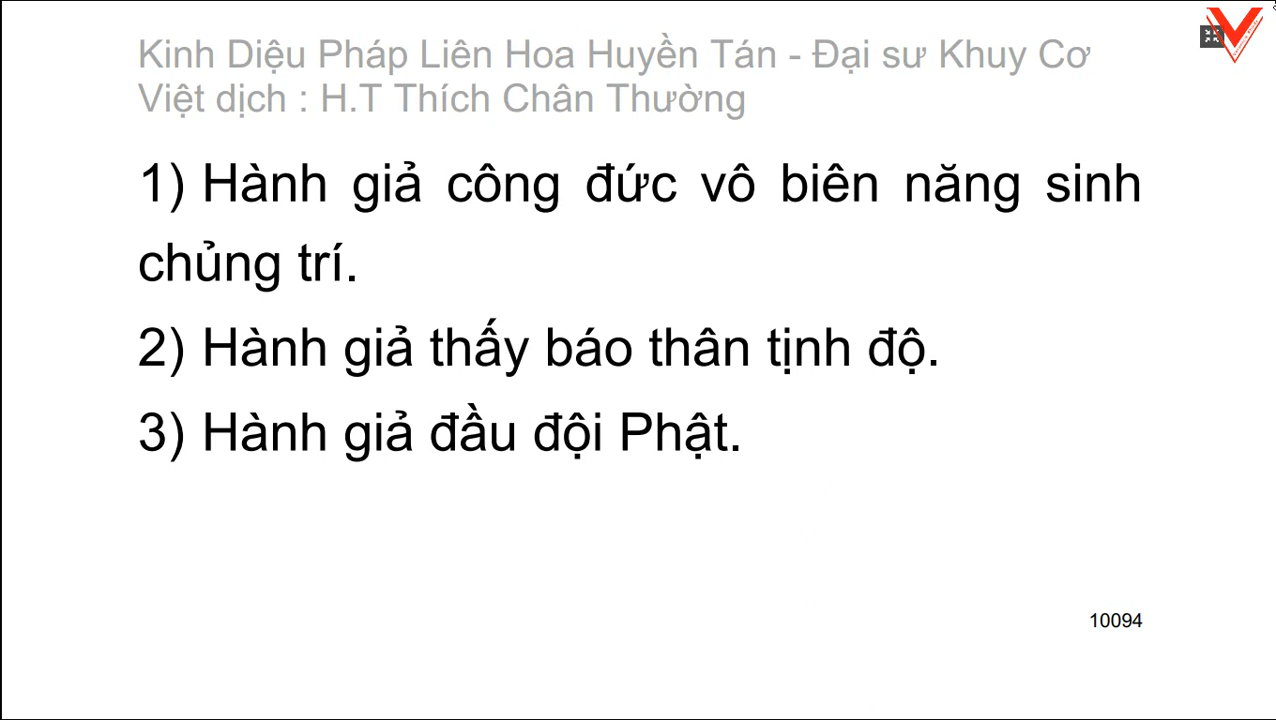 Kinh Diệu Pháp Liên Hoa Huyền Tán - Đại sư Khuy Cơ
Việt dịch : H.T Thích Chân Thường
1) Hành giả công đức vô biên năng sinh
chủng trí.
2) Hành giả thấy báo thân tịnh độ.
3) Hành giả đầu đội Phật.
10094